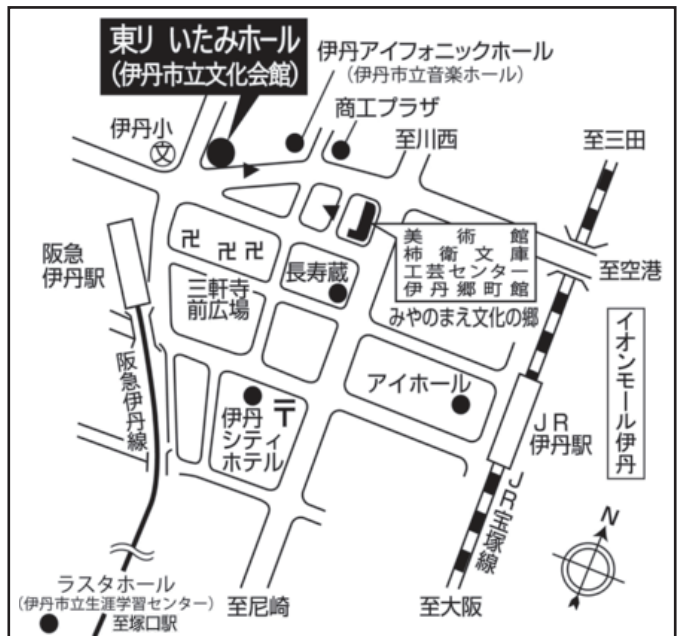 東リ いたみホール
(伊丹市立文化会館)
伊丹アイフォニックホール
(伊丹市立音楽ホール)
商工プラザ
伊丹小
文
至川西
至三田
阪急
伊丹駅
卍 卍 卍
長寿蔵
美術館
柿衞文庫
工芸センター
伊丹郷町館
みやのまえ文化の郷
至空港
三軒寺
前広場
イオンモール伊丹
阪急伊丹線
アイホール
伊丹
シティ
ホテル
〒
JR
伊丹駅
JR宝塚線
N
ラスタホール
(伊丹市立生涯学習センター)
至塚口駅
至尼崎
至大阪